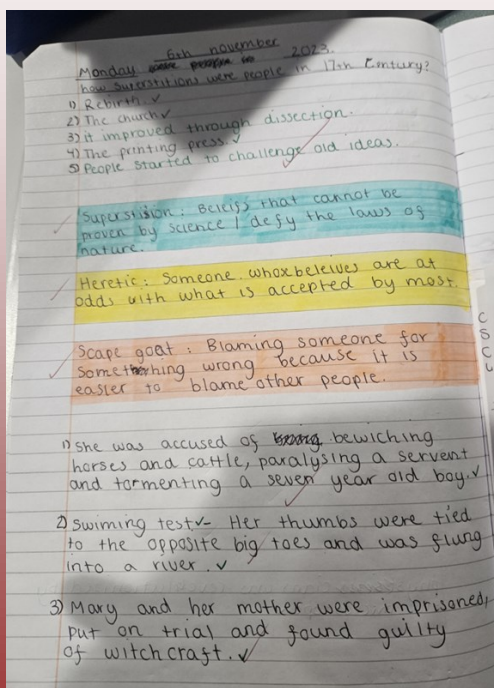 6th november
Monday 2023.
how superstitions were people in 17th Century?
1) Rebirth.
2) The church
3) it improved through dissection.
4) The printing press.
5) People started to challenge old ideas.
Superstision: Beleifs that cannot be
proven by science / defy the laws of
nature.
Heretic: Someone whox beleives are at
odds with what is accepted by most.
Scape goat: Blaming someone for
something wrong because it is
easier to blame other people.
1) She was accused of bewiching
horses and cattle, paralysing a servent
and tormenting a seven year old boy.
2) Swiming test - Her thumbs were tied
to the opposite big toes and was flung
into a river.
3) Mary and her mother were imprisoned,
put on trial and found guilty
of witchcraft.
C
S
C